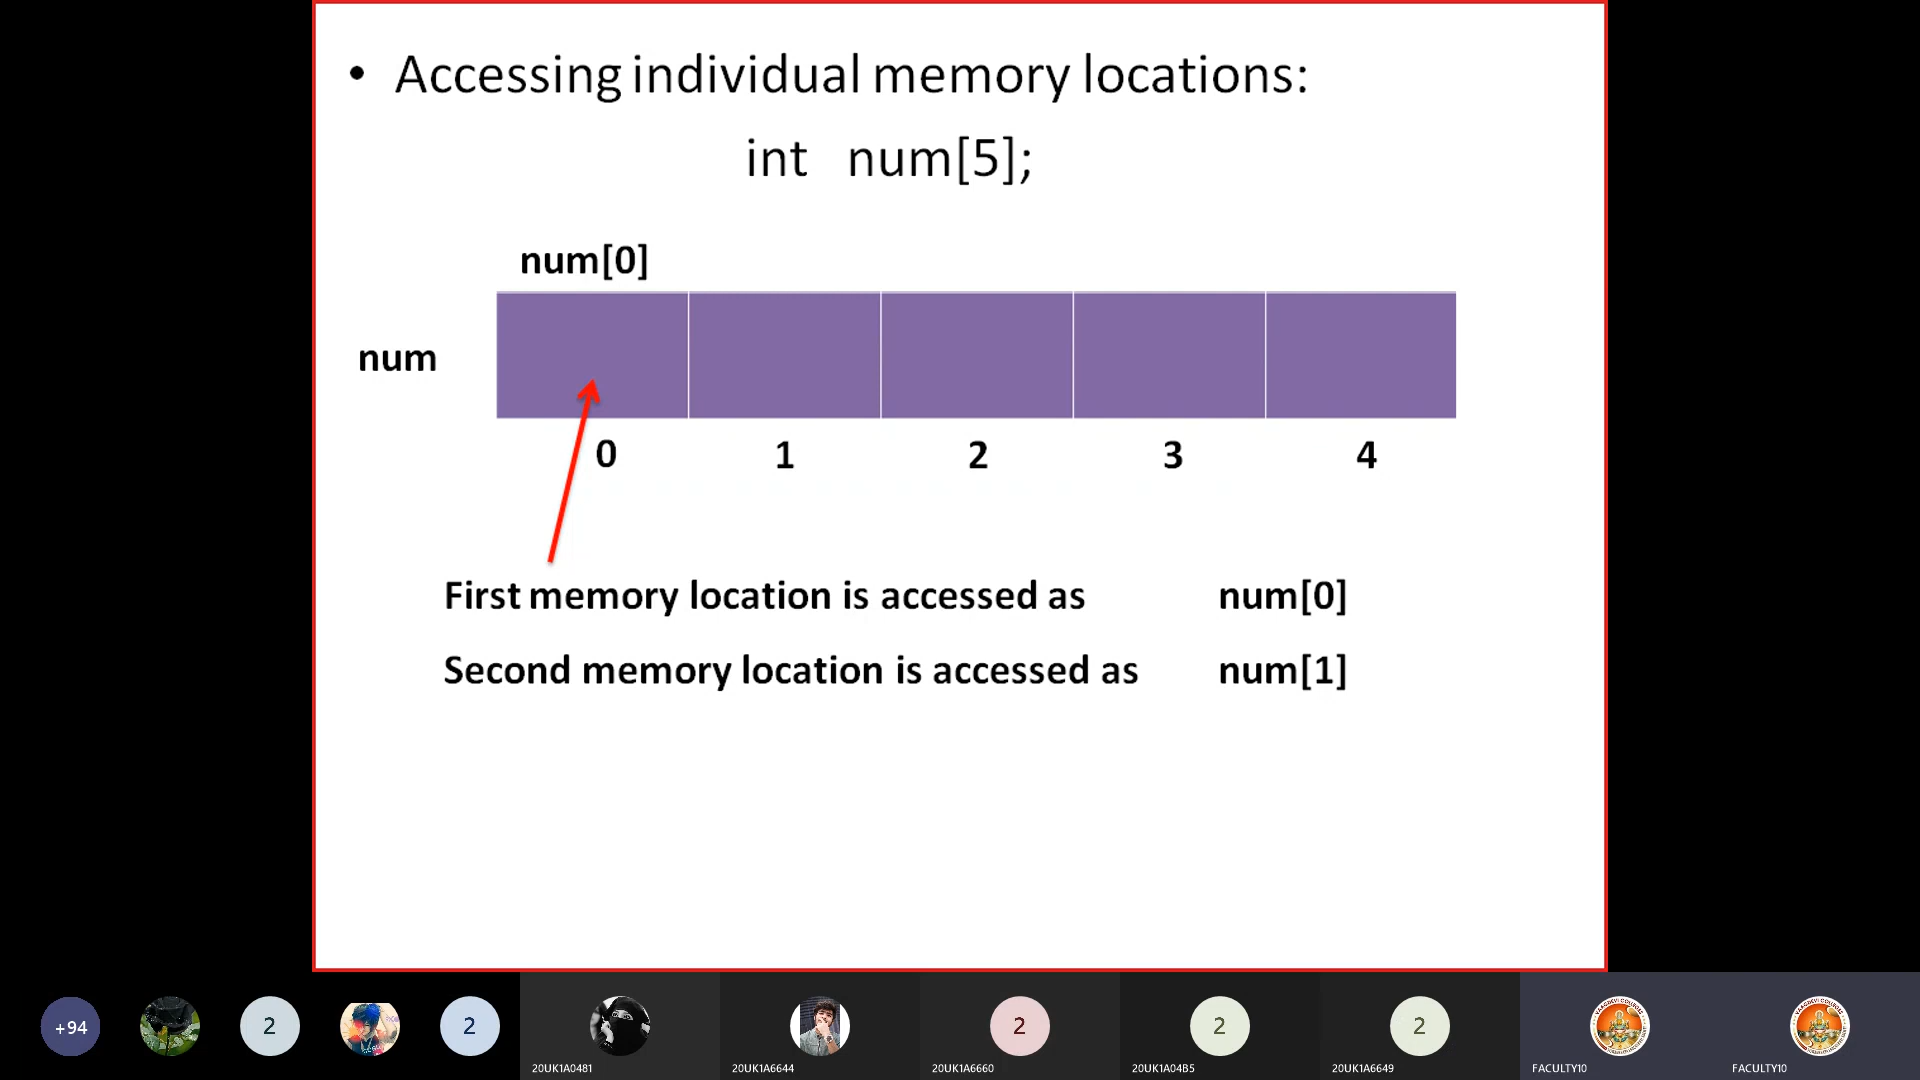 • Accessing individual memory locations:
int num[5];
num[0]
num
0 1 2 3 4
First memory location is accessed as num[0]
Second memory location is accessed as num[1]
+94 2 2 2 2 2
20UK1A0481 20UK1A6644 20UK1A6660 20UK1A04B5 20UK1A6649 FACULTY10 FACULTY10